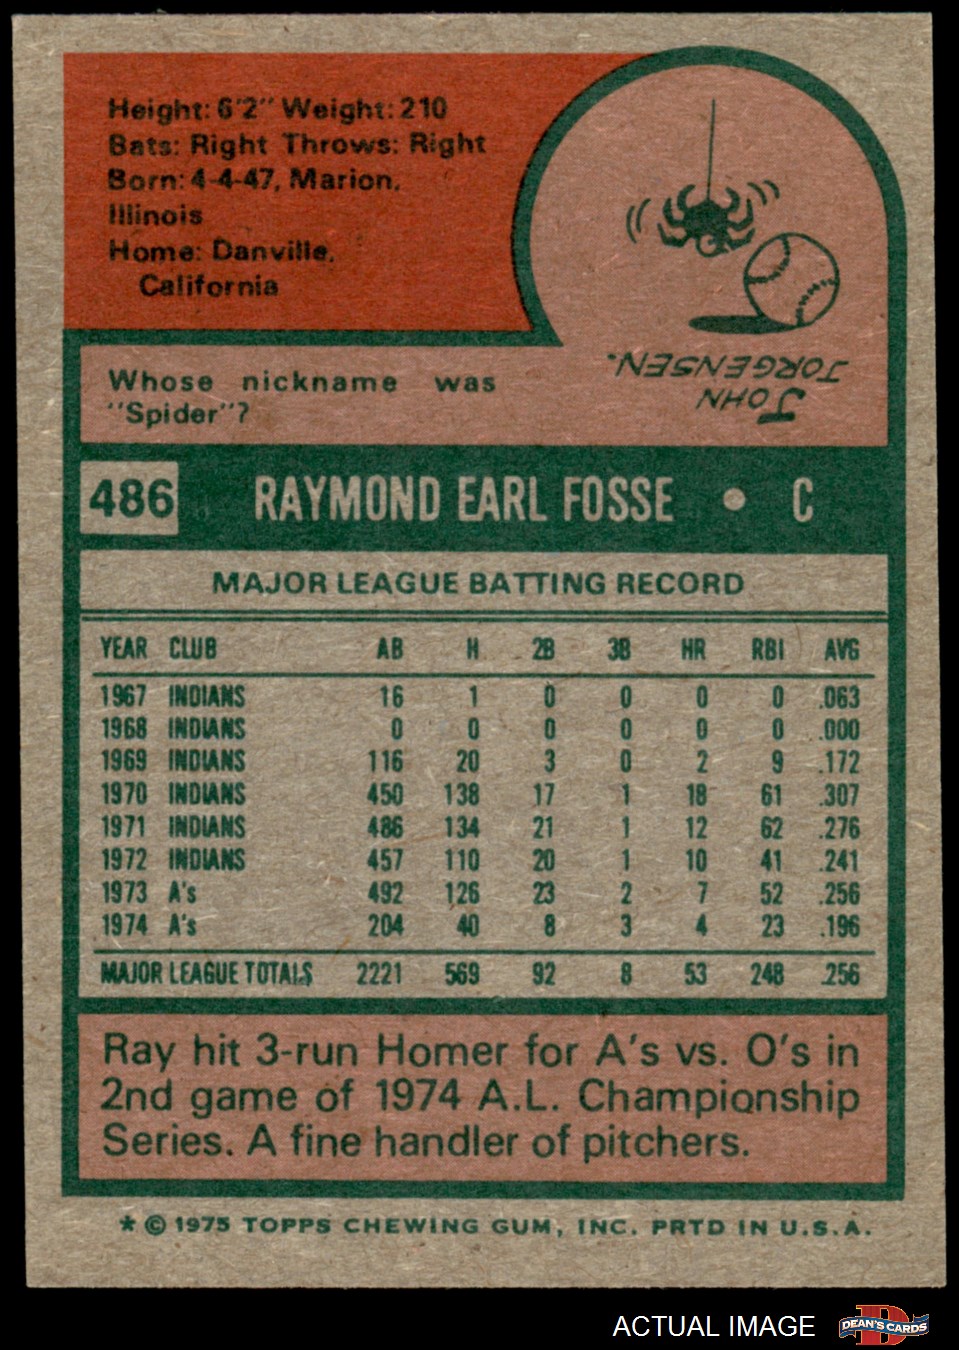 Height: 6'2" Weight: 210
Bats: Right Throws: Right
Born: 4-4-47, Marion,
Illinois
Home: Danville,
California
Whose nickname was
"Spider"?
JOHN
JORGENSEN.
486 RAYMOND EARL FOSSE • C
MAJOR LEAGUE BATTING RECORD
YEAR CLUB AB H 2B 3B HR RBI AVG
1967 INDIANS 16 1 0 0 0 0 .063
1968 INDIANS 0 0 0 0 0 0 .000
1969 INDIANS 116 20 3 0 2 9 .172
1970 INDIANS 450 138 17 1 18 61 .307
1971 INDIANS 486 134 21 1 12 62 .276
1972 INDIANS 457 110 20 1 10 41 .241
1973 A's 492 126 23 2 7 52 .256
1974 A's 204 40 8 3 4 23 .196
MAJOR LEAGUE TOTALS 2221 569 92 8 53 248 .256
Ray hit 3-run Homer for A's vs. O's in
2nd game of 1974 A.L. Championship
Series. A fine handler of pitchers.
* © 1975 TOPPS CHEWING GUM, INC. PRTD IN U.S.A.
ACTUAL IMAGE
D
DEAN'S CARDS